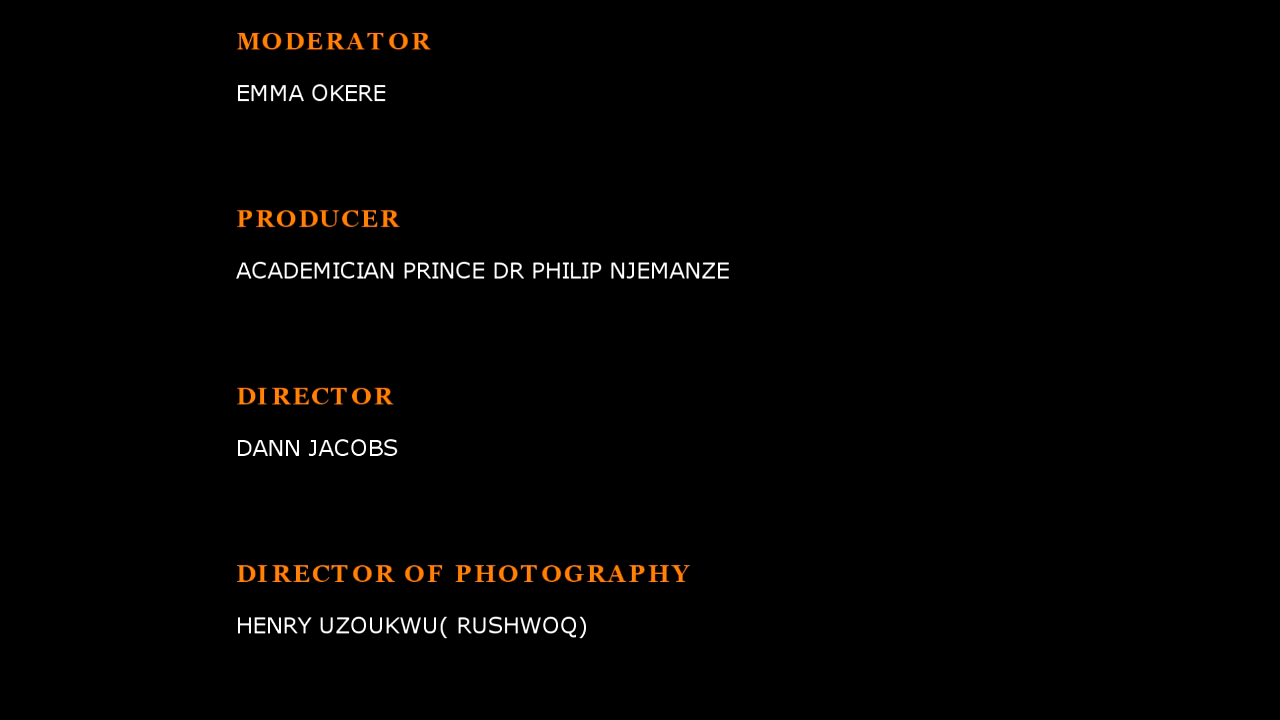 MODERATOR
EMMA OKERE
PRODUCER
ACADEMICIAN PRINCE DR PHILIP NJEMANZE
DIRECTOR
DANN JACOBS
DIRECTOR OF PHOTOGRAPHY
HENRY UZOUKWU( RUSHWOQ)